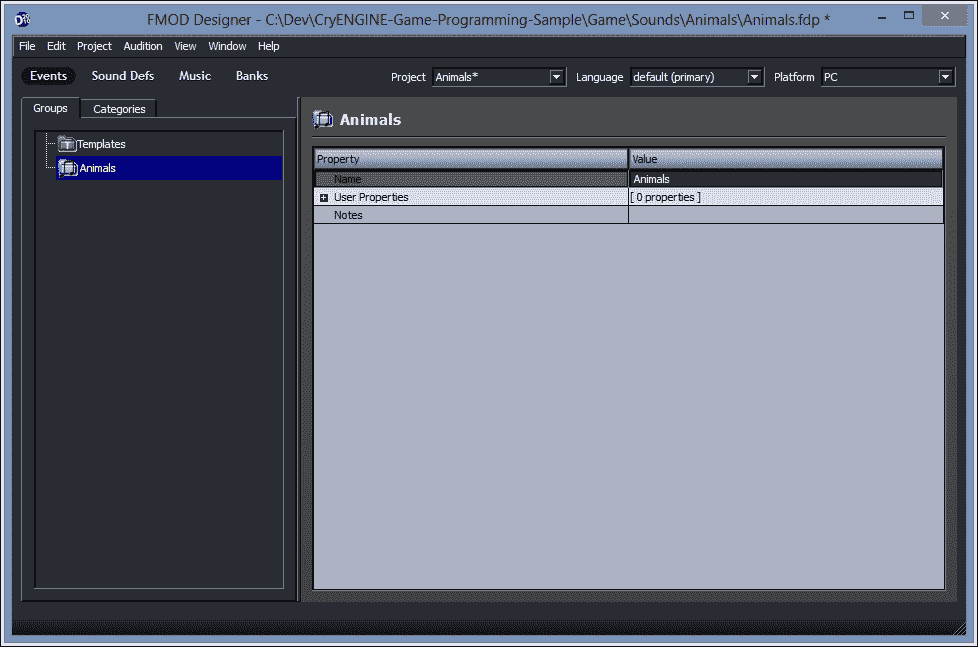 FMOD Designer - C:\Dev\CryENGINE-Game-Programming-Sample\Game\Sounds\Animals\Animals.fdp *
File Edit Project Audition View Window Help
Events Sound Defs Music Banks Project Animals* Language default (primary) Platform PC
Groups Categories
Templates
Animals
Animals
Property Value
Name Animals
User Properties [ 0 properties ]
Notes